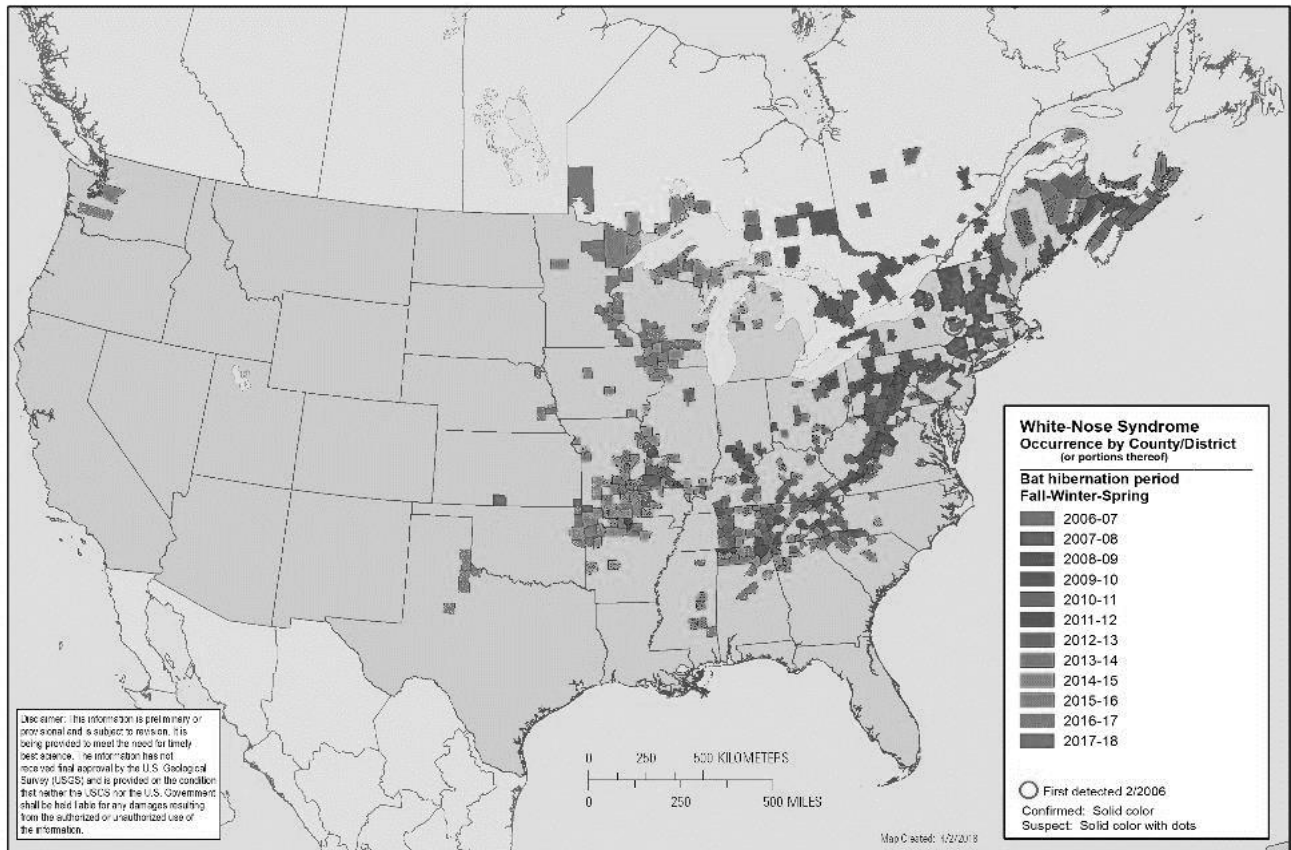 White-Nose Syndrome
Occurrence by County/District
(or portions thereof)
Bat hibernation period
Fall-Winter-Spring
2006-07
2007-08
2008-09
2009-10
2010-11
2011-12
2012-13
2013-14
2014-15
2015-16
2016-17
2017-18
First detected 2/2006
Confirmed: Solid color
Suspect: Solid color with dots
Disclaimer: This information is preliminary or
provisional and is subject to revision. It is
being provided to meet the need for timely
best science. The information has not
received final approval by the U.S. Geological
Survey (USGS) and is provided on the condition
that neither the USGS nor the U.S. Government
shall be held liable for any damages resulting
from the authorized or unauthorized use of
the information.
0 250 500 KILOMETERS
0 250 500 MILES
Map Created: 4/2/2018